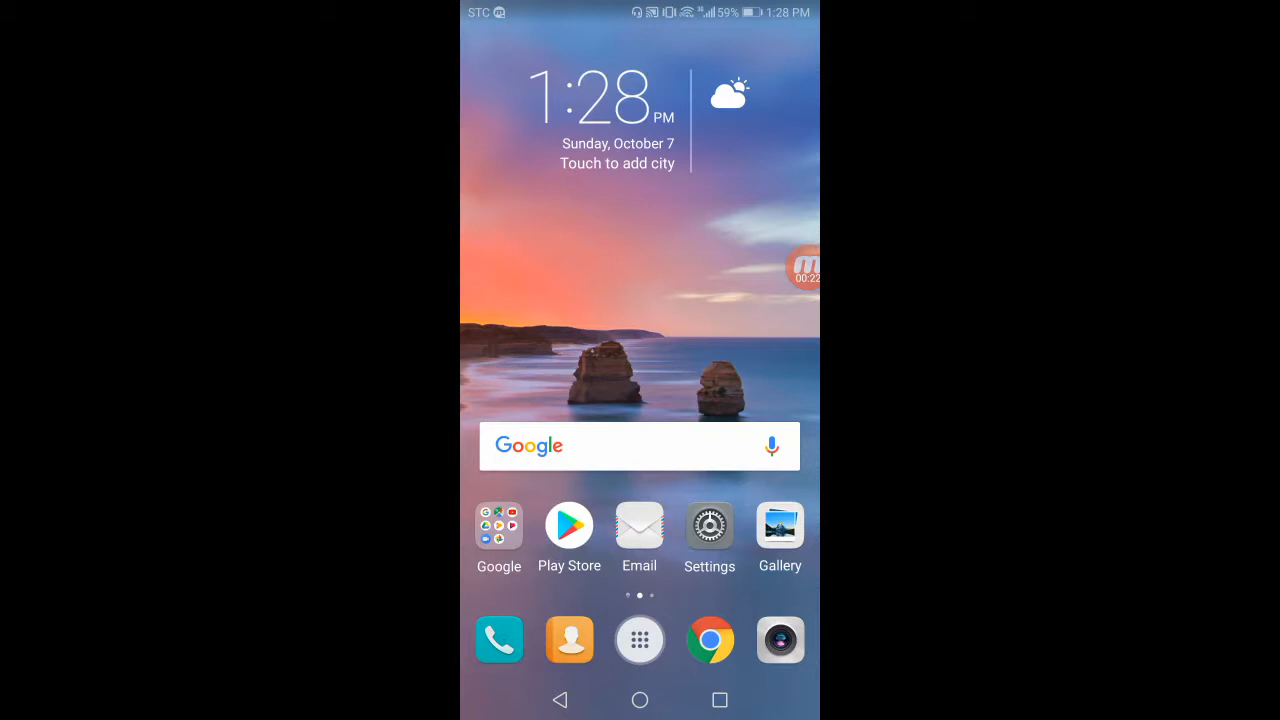 STC 3G 59% 1:28 PM
1:28 PM
Sunday, October 7
Touch to add city
00:22
Google
Google Play Store Email Settings Gallery